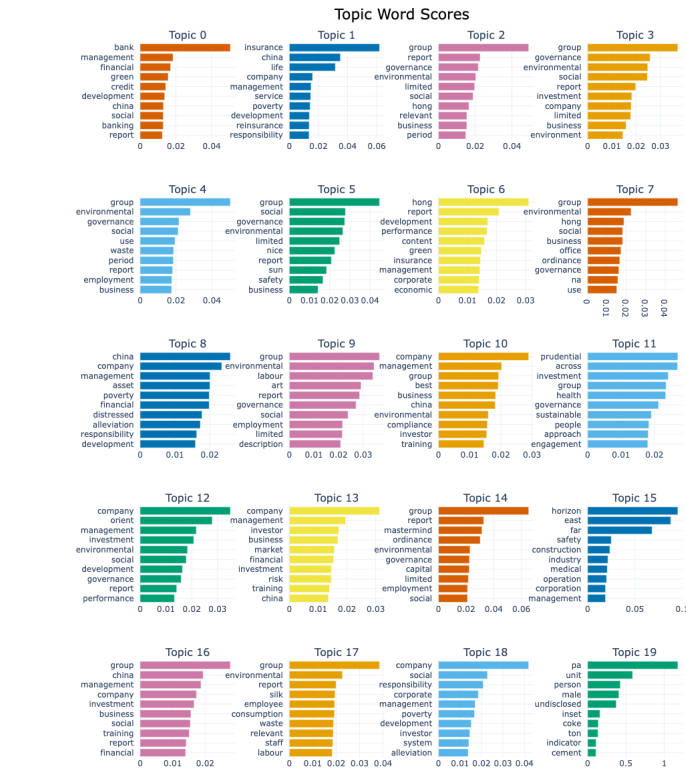 Topic Word Scores
Topic 0
bank
management
financial
green
credit
development
china
social
banking
report
0 0.02 0.04
Topic 1
insurance
china
life
company
management
service
poverty
development
reinsurance
responsibility
0 0.02 0.04 0.06
Topic 2
group
report
governance
environmental
limited
social
hong
relevant
business
period
0 0.02 0.04
Topic 3
group
governance
environmental
social
report
investment
company
limited
business
environment
0 0.01 0.02 0.03
Topic 4
group
environmental
governance
social
use
waste
period
report
employment
business
0 0.02 0.04
Topic 5
group
social
governance
environmental
limited
nice
report
sun
safety
business
0 0.01 0.02 0.03 0.04
Topic 6
hong
report
development
performance
content
green
insurance
management
corporate
economic
0 0.01 0.02 0.03
Topic 7
group
environmental
hong
social
business
office
ordinance
governance
na
use
0 0.01 0.02 0.03 0.04
Topic 8
china
company
management
asset
poverty
financial
distressed
alleviation
responsibility
development
0 0.01 0.02
Topic 9
group
environmental
labour
art
report
governance
social
employment
limited
description
0 0.01 0.02 0.03
Topic 10
company
management
group
best
business
china
environmental
compliance
investor
training
0 0.01 0.02 0.03
Topic 11
prudential
across
investment
group
health
governance
sustainable
people
approach
engagement
0 0.01 0.02
Topic 12
company
orient
management
investment
environmental
social
development
governance
report
performance
0 0.01 0.02 0.03
Topic 13
company
management
investor
business
market
financial
investment
risk
training
china
0 0.01 0.02 0.03
Topic 14
group
report
mastermind
ordinance
environmental
governance
capital
limited
employment
social
0 0.02 0.04 0.06
Topic 15
horizon
east
far
safety
construction
industry
medical
operation
corporation
management
0 0.05 0.1
Topic 16
group
china
management
company
investment
business
social
training
report
financial
0 0.01 0.02
Topic 17
group
environmental
report
silk
employee
consumption
waste
relevant
staff
labour
0 0.01 0.02 0.03 0.04
Topic 18
company
social
responsibility
corporate
management
poverty
development
investor
system
alleviation
0 0.01 0.02 0.03 0.04
Topic 19
pa
unit
person
male
undisclosed
inset
coke
ton
indicator
cement
0 0.5 1